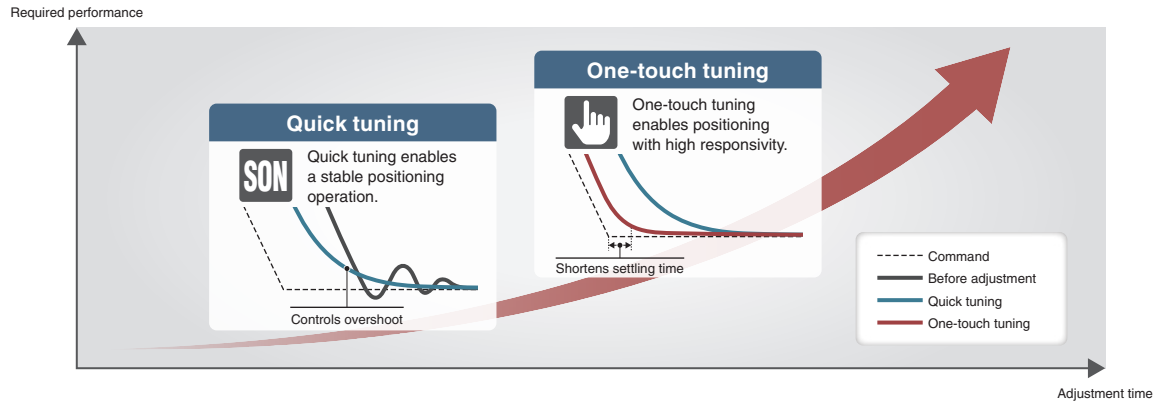 Required performance
One-touch tuning
One-touch tuning
enables positioning
with high responsivity.
Shortens settling time
Quick tuning
SON
Quick tuning enables
a stable positioning
operation.
Controls overshoot
Command
Before adjustment
Quick tuning
One-touch tuning
Adjustment time